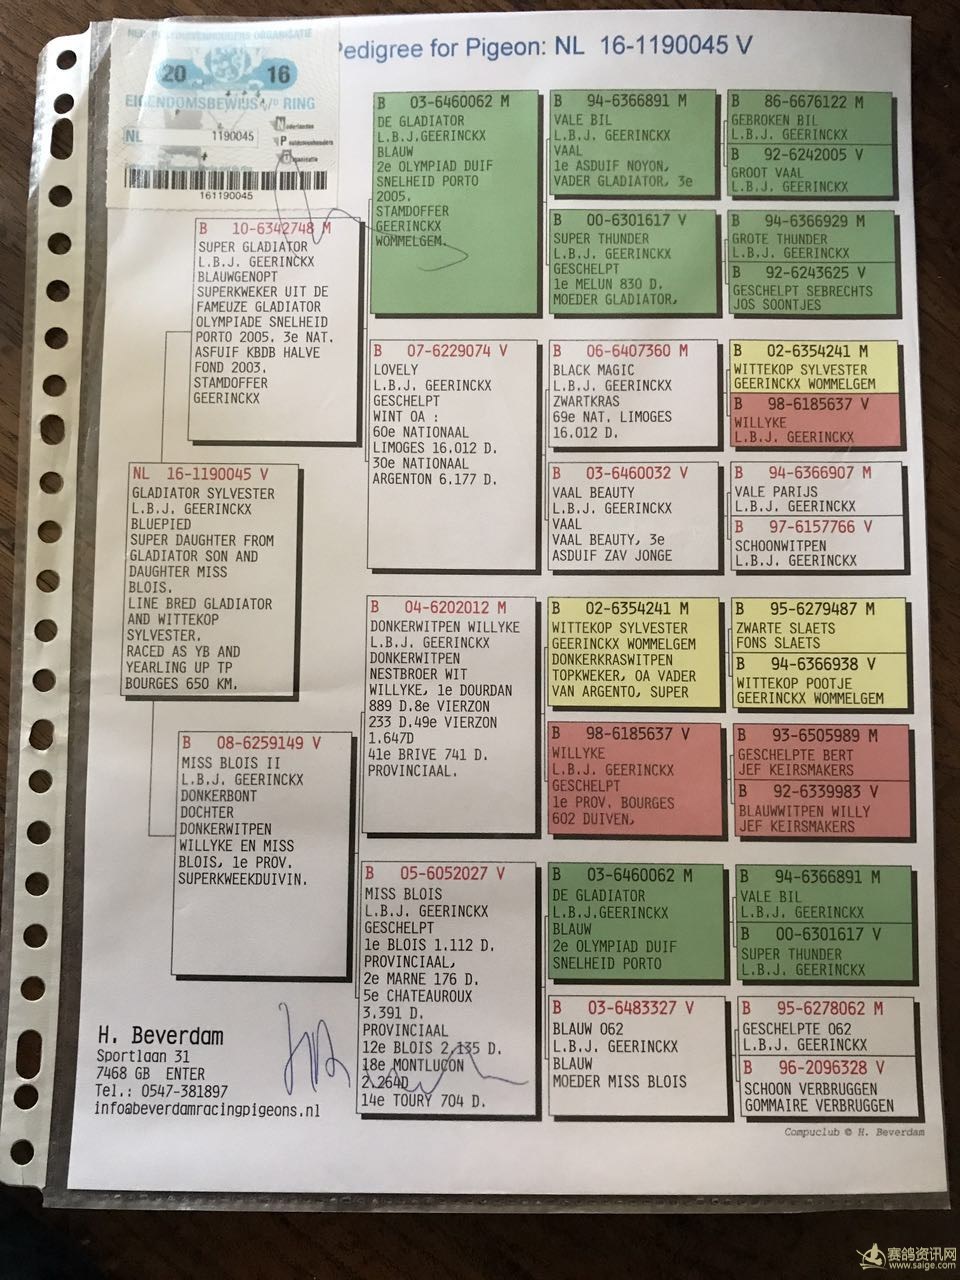 Pedigree for Pigeon: NL 16-1190045 V
20 16
EIGENDOMSBEWIJS v/D RING
NL 1190045
Nederlandse
Organisatie
161190045
B 10-6342748 M
SUPER GLADIATOR
L.B.J. GEERINCKX
BLAUWGENOPT
SUPERKWEKER UIT DE
FAMEUZE GLADIATOR
OLYMPIADE SNELHEID
PORTO 2005. 3e NAT.
ASFUIF KBDB HALVE
FOND 2003.
STAMDOFFER
GEERINCKX
NL 16-1190045 V
GLADIATOR SYLVESTER
L.B.J. GEERINCKX
BLUEPIED
SUPER DAUGHTER FROM
GLADIATOR SON AND
DAUGHTER MISS
BLOIS.
LINE BRED GLADIATOR
AND WITTEKOP
SYLVESTER.
RACED AS YB AND
YEARLING UP TP
BOURGES 650 KM.
B 08-6259149 V
MISS BLOIS II
L.B.J. GEERINCKX
DONKERBONT
DOCHTER
DONKERWITPEN
WILLYKE EN MISS
BLOIS, 1e PROV.
SUPERKWEEKDUIVIN.
B 03-6460062 M
DE GLADIATOR
L.B.J.GEERINCKX
BLAUW
2e OLYMPIAD DUIF
SNELHEID PORTO
2005.
STAMDOFFER
GEERINCKX
WOMMELGEM.
B 07-6229074 V
LOVELY
L.B.J. GEERINCKX
GESCHELPT
WINT OA :
60e NATIONAAL
LIMOGES 16.012 D.
30e NATIONAAL
ARGENTON 6.177 D.
B 04-6202012 M
DONKERWITPEN WILLYKE
L.B.J. GEERINCKX
DONKERWITPEN
NESTBROER WIT
WILLYKE, 1e DOURDAN
889 D.8e VIERZON
233 D.49e VIERZON
1.647D
41e BRIVE 741 D.
PROVINCIAAL.
B 05-6052027 V
MISS BLOIS
L.B.J. GEERINCKX
GESCHELPT
1e BLOIS 1.112 D.
PROVINCIAAL,
2e MARNE 176 D.
5e CHATEAUROUX
3.391 D.
PROVINCIAAL
12e BLOIS 2.135 D.
18e MONTLUCON
2.264D
14e TOURY 704 D.
B 94-6366891 M
VALE BIL
L.B.J. GEERINCKX
VAAL
1e ASDUIF NOYON,
VADER GLADIATOR, 3e
B 00-6301617 V
SUPER THUNDER
L.B.J. GEERINCKX
GESCHELPT
1e MELUN 830 D.
MOEDER GLADIATOR,
B 06-6407360 M
BLACK MAGIC
L.B.J. GEERINCKX
ZWARTKRAS
69e NAT. LIMOGES
16.012 D.
B 03-6460032 V
VAAL BEAUTY
L.B.J. GEERINCKX
VAAL
VAAL BEAUTY, 3e
ASDUIF ZAV JONGE
B 02-6354241 M
WITTEKOP SYLVESTER
GEERINCKX WOMMELGEM
DONKERKRASWITPEN
TOPKWEKER, OA VADER
VAN ARGENTO, SUPER
B 98-6185637 V
WILLYKE
L.B.J. GEERINCKX
GESCHELPT
1e PROV. BOURGES
602 DUIVEN,
B 03-6460062 M
DE GLADIATOR
L.B.J.GEERINCKX
BLAUW
2e OLYMPIAD DUIF
SNELHEID PORTO
B 03-6483327 V
BLAUW 062
L.B.J. GEERINCKX
BLAUW
MOEDER MISS BLOIS
B 86-6676122 M
GEBROKEN BIL
L.B.J. GEERINCKX
B 92-6242005 V
GROOT VAAL
L.B.J. GEERINCKX
B 94-6366929 M
GROTE THUNDER
L.B.J. GEERINCKX
B 92-6243625 V
GESCHELPT SEBRECHTS
JOS SOONTJES
B 02-6354241 M
WITTEKOP SYLVESTER
GEERINCKX WOMMELGEM
B 98-6185637 V
WILLYKE
L.B.J. GEERINCKX
B 94-6366907 M
VALE PARIJS
L.B.J. GEERINCKX
B 97-6157766 V
SCHOONWITPEN
L.B.J. GEERINCKX
B 95-6279487 M
ZWARTE SLAETS
FONS SLAETS
B 94-6366938 V
WITTEKOP POOTJE
GEERINCKX WOMMELGEM
B 93-6505989 M
GESCHELPTE BERT
JEF KEIRSMAKERS
B 92-6339983 V
BLAUWWITPEN WILLY
JEF KEIRSMAKERS
B 94-6366891 M
VALE BIL
L.B.J. GEERINCKX
B 00-6301617 V
SUPER THUNDER
L.B.J. GEERINCKX
B 95-6278062 M
GESCHELPTE 062
L.B.J. GEERINCKX
B 96-2096328 V
SCHOON VERBRUGGEN
GOMMAIRE VERBRUGGEN
H. Beverdam
Sportlaan 31
7468 GB ENTER
Tel.: 0547-381897
info@beverdamracingpigeons.nl
Compuclub © H. Beverdam
赛鸽资讯网
www.saige.com